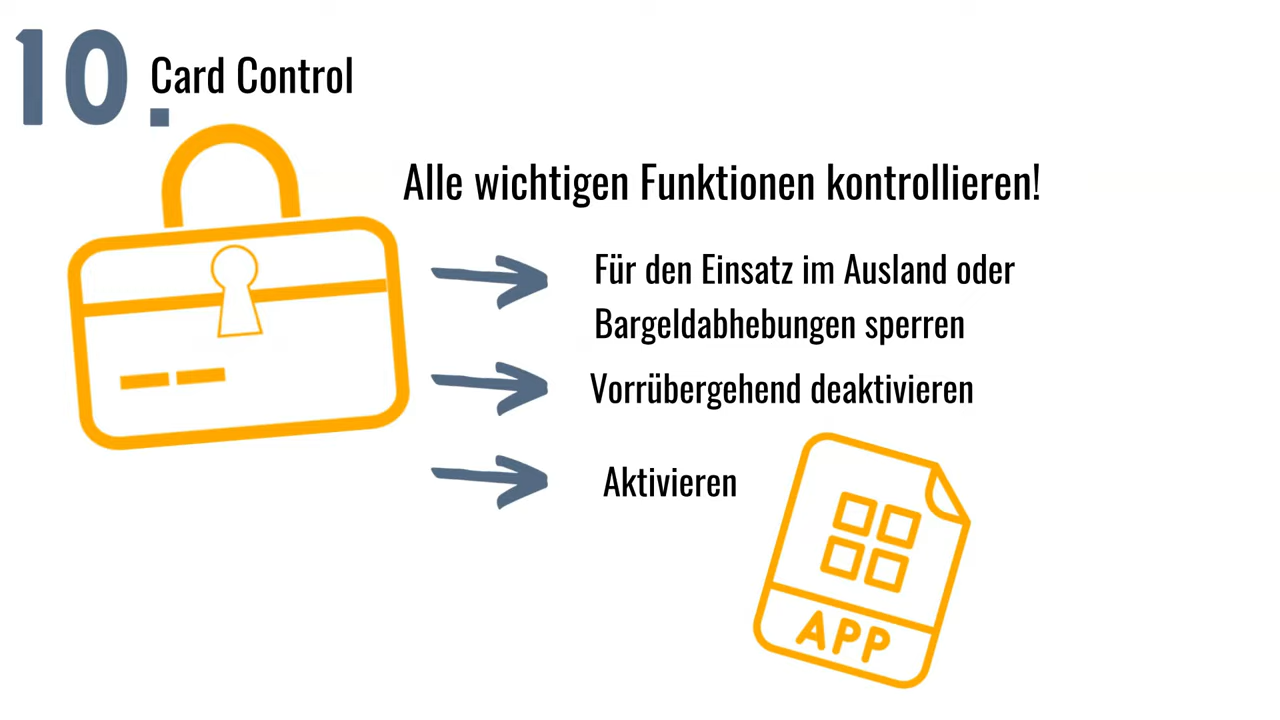 10. Card Control
Alle wichtigen Funktionen kontrollieren!
Für den Einsatz im Ausland oder
Bargeldabhebungen sperren
Vorrübergehend deaktivieren
Aktivieren
APP